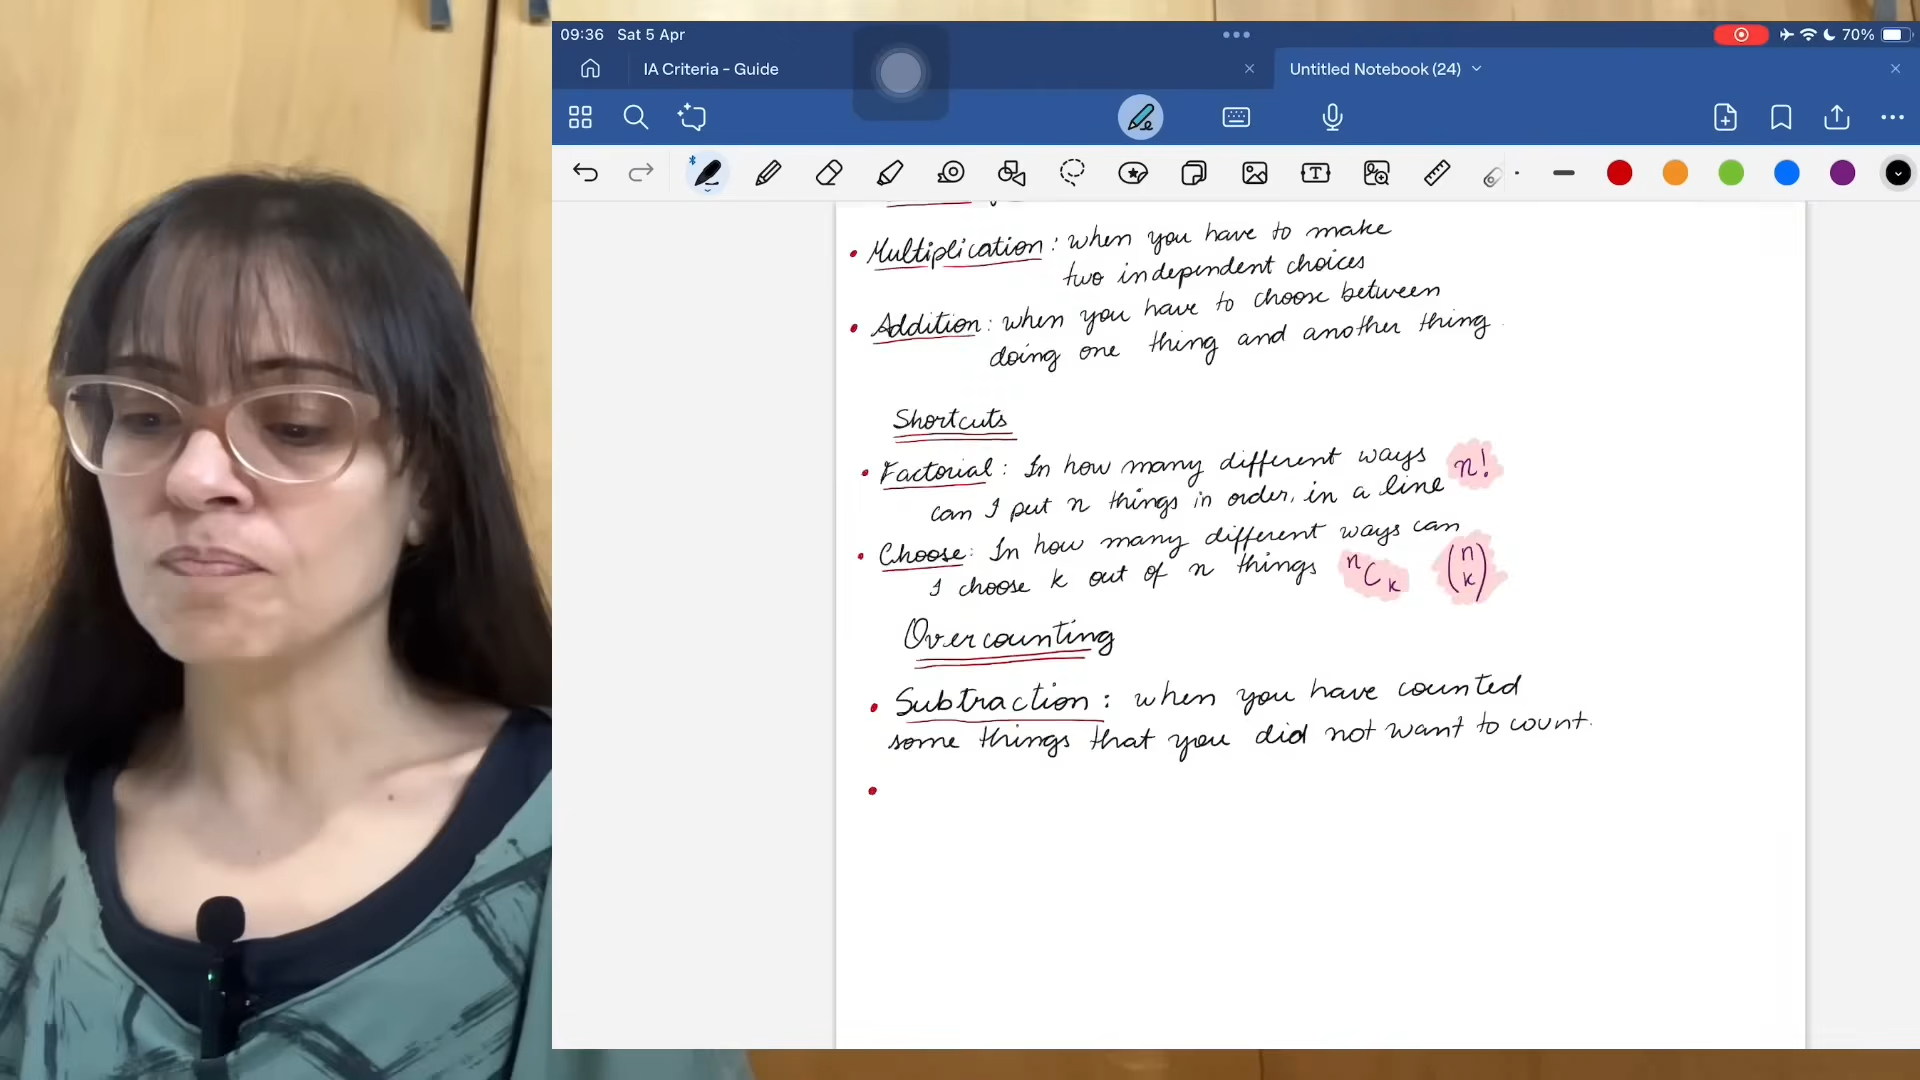 09:36 Sat 5 Apr
70%
IA Criteria – Guide
Untitled Notebook (24)
• Multiplication: when you have to make
two independent choices
• Addition: when you have to choose between
doing one thing and another thing.
Shortcuts
• Factorial: In how many different ways n!
can I put n things in order, in a line
• Choose: In how many different ways can
I choose k out of n things nCk (n k)
Overcounting
• Subtraction: when you have counted
some things that you did not want to count.
•